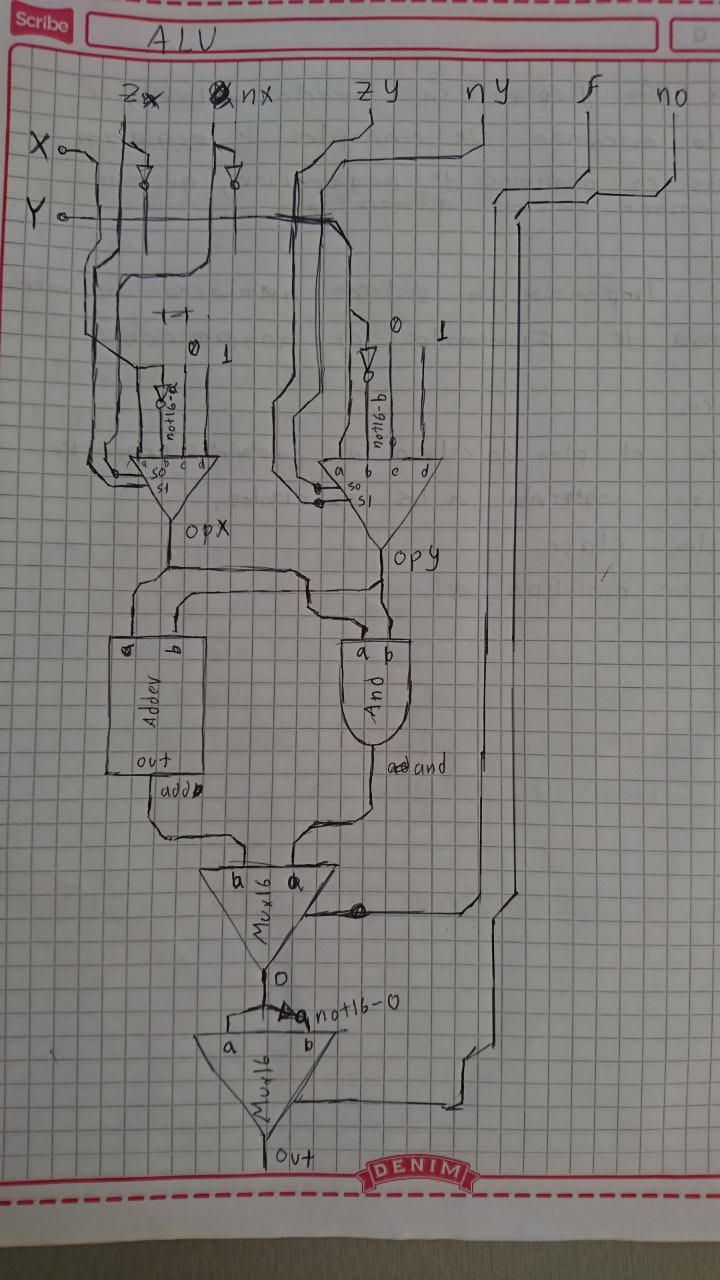 Scribe
ALU
zx nx zy ny f no
X
Y
0 1
0 1
not16-a
not16-b
a b c d
s0
s1
a b c d
s0
s1
opx
opy
a b
Adder
out
a b
And
add
and
b a
Mux16
O
not16-O
a b
Mux16
out
DENIM